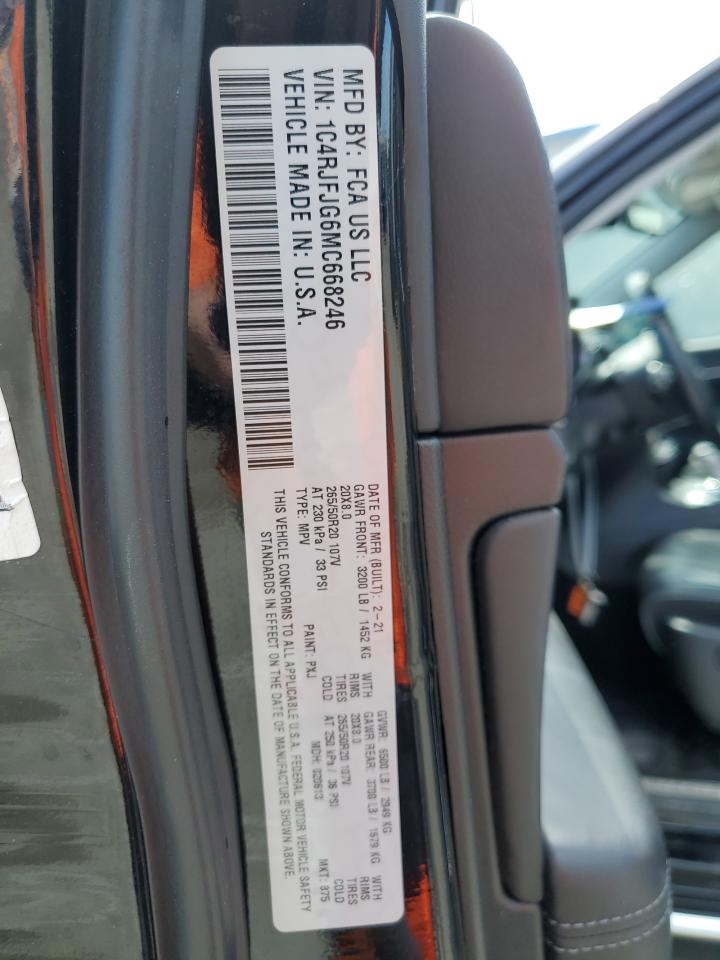 MFD BY: FCA US LLC
VIN: 1C4RJFJG6MC668246
VEHICLE MADE IN: U.S.A.
DATE OF MFR (BUILT): 2-21 GVWR: 6500 LB / 2949 KG
GAWR FRONT: 3200 LB / 1452 KG WITH GAWR REAR: 3700 LB / 1679 KG WITH
20X8.0 RIMS 20X8.0 RIMS
265/50R20 107V TIRES 265/50R20 107V TIRES
AT 230 kPa / 33 PSI COLD AT 250 kPa / 36 PSI COLD
TYPE: MPV PAINT: PXJ MDH: 020613 MKT: 875
THIS VEHICLE CONFORMS TO ALL APPLICABLE U.S.A. FEDERAL MOTOR VEHICLE SAFETY
STANDARDS IN EFFECT ON THE DATE OF MANUFACTURE SHOWN ABOVE.